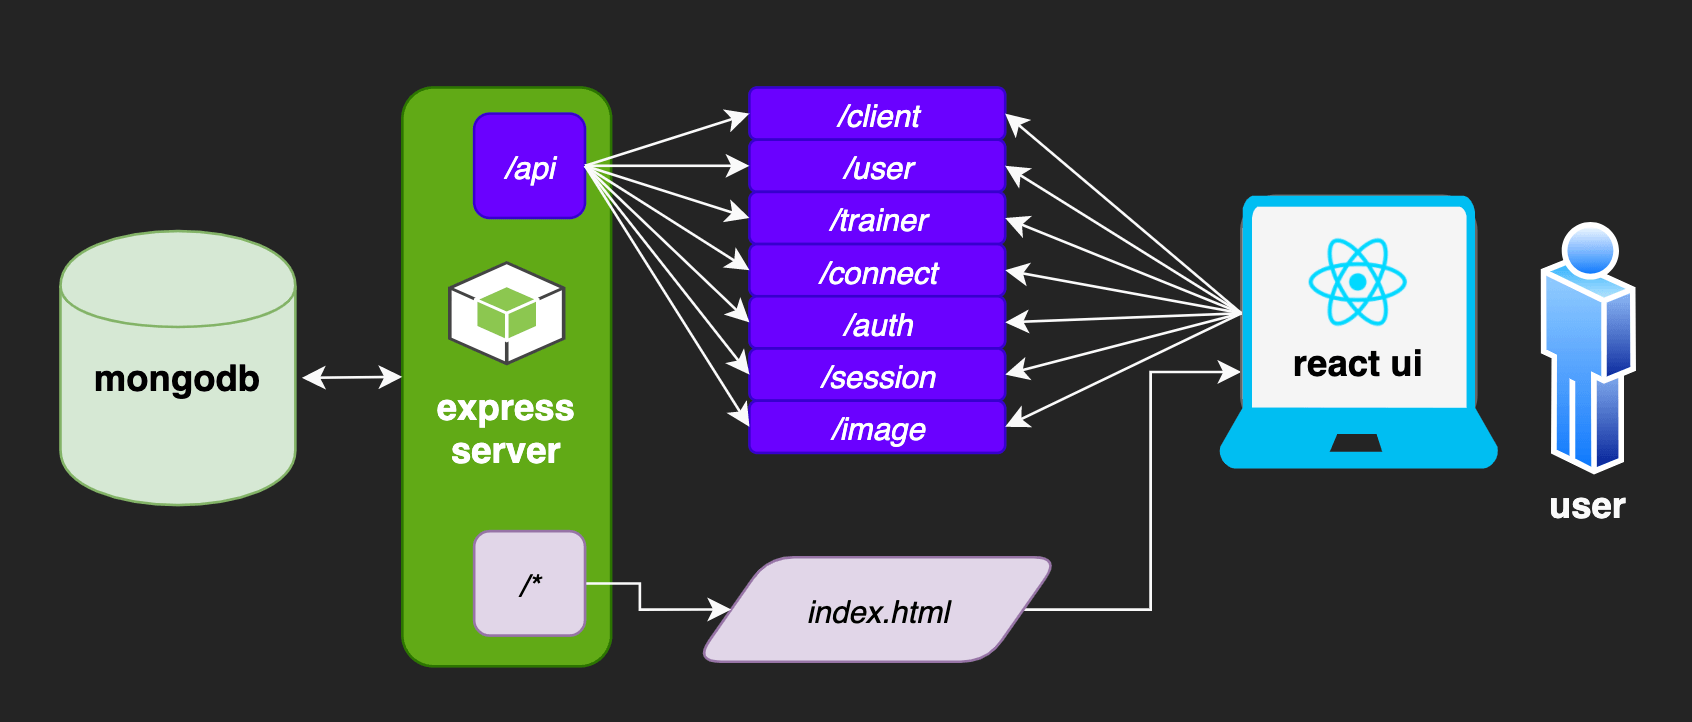 mongodb
/api
express
server
/*
/client
/user
/trainer
/connect
/auth
/session
/image
index.html
react ui
user